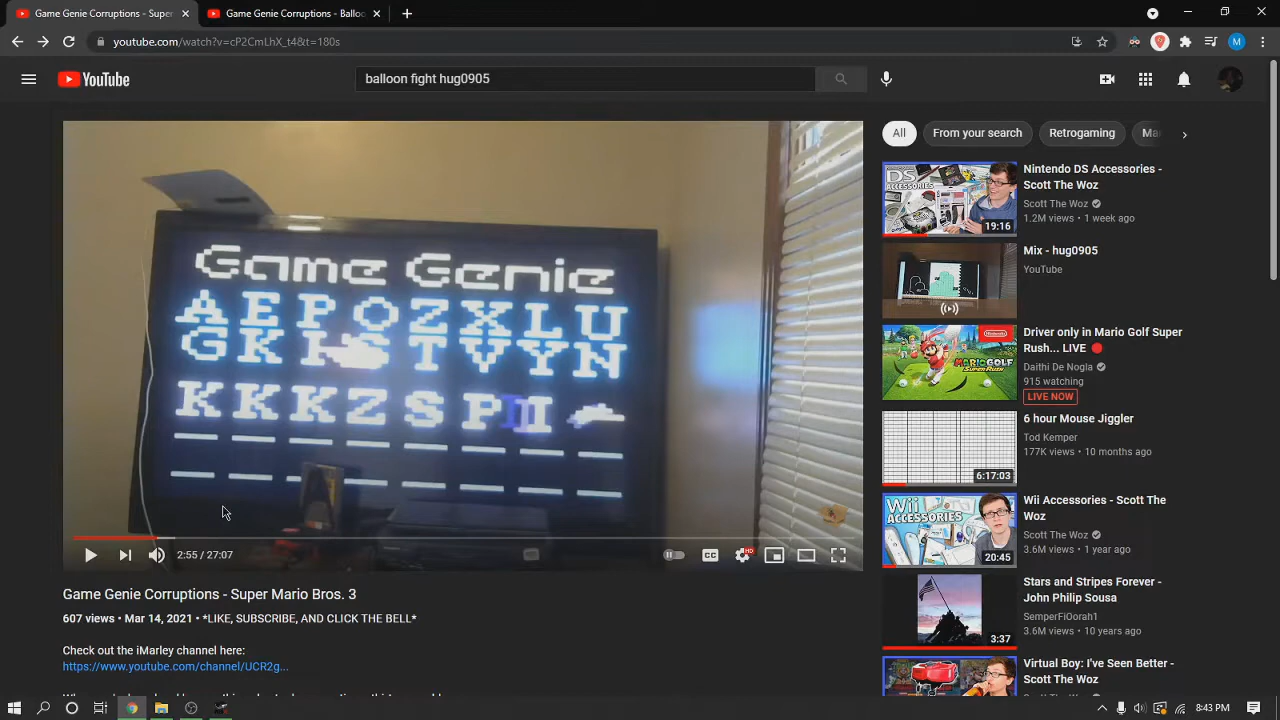 Game Genie Corruptions - Super
Game Genie Corruptions - Balloo
youtube.com/watch?v=cP2CmLhX_t4&t=180s
M
YouTube
balloon fight hug0905
Game Genie
A E P O Z X L U
G K S T V Y N
K K K Z S P I
2:55 / 27:07
CC
HD
Game Genie Corruptions - Super Mario Bros. 3
607 views • Mar 14, 2021 • *LIKE, SUBSCRIBE, AND CLICK THE BELL*
Check out the iMarley channel here:
https://www.youtube.com/channel/UCR2g...
All
From your search
Retrogaming
DS
ACCESSORIES
19:16
Nintendo DS Accessories -
Scott The Woz
Scott The Woz
1.2M views • 1 week ago
Mix - hug0905
YouTube
Nintendo
MARIO GOLF
SUPER RUSH
Driver only in Mario Golf Super
Rush... LIVE
Daithi De Nogla
915 watching
LIVE NOW
6:17:03
6 hour Mouse Jiggler
Tod Kemper
177K views • 10 months ago
Wii
ACCESSORIES
20:45
Wii Accessories - Scott The
Woz
Scott The Woz
3.6M views • 1 year ago
3:37
Stars and Stripes Forever -
John Philip Sousa
SemperFiOorah1
3.6M views • 10 years ago
Virtual Boy: I've Seen Better -
Scott The Woz
8:43 PM